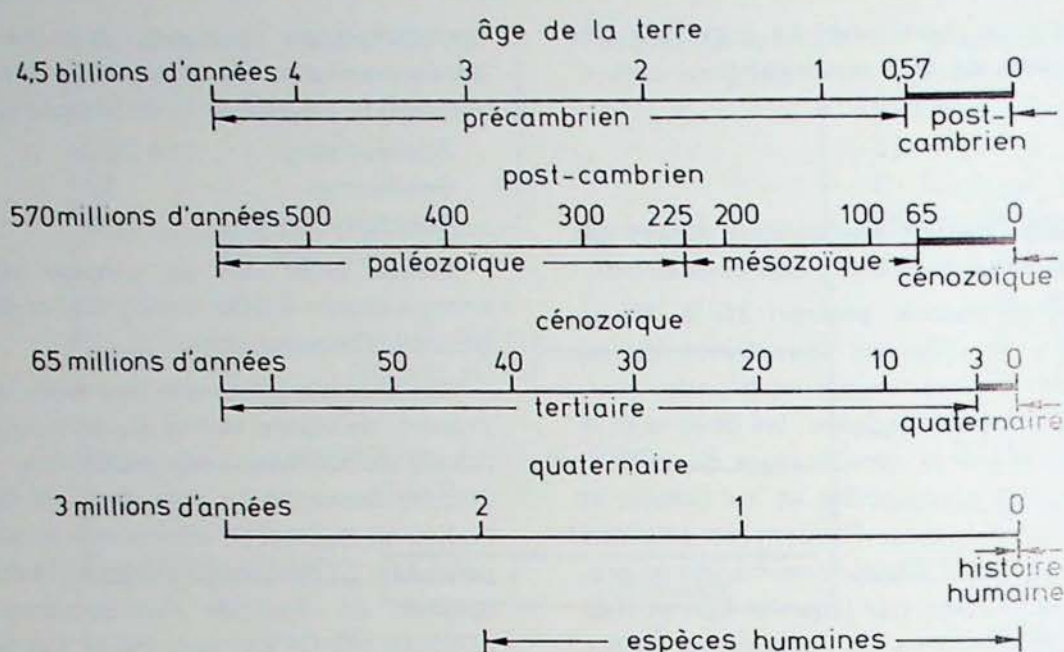 âge de la terre
4,5 billions d'années 4 3 2 1 0,57 0
précambrien post-
cambrien
post-cambrien
570 millions d'années 500 400 300 225 200 100 65 0
paléozoïque mésozoïque
cénozoïque
cénozoïque
65 millions d'années 50 40 30 20 10 3 0
tertiaire
quaternaire
quaternaire
3 millions d'années 2 1 0
histoire
humaine
espèces humaines